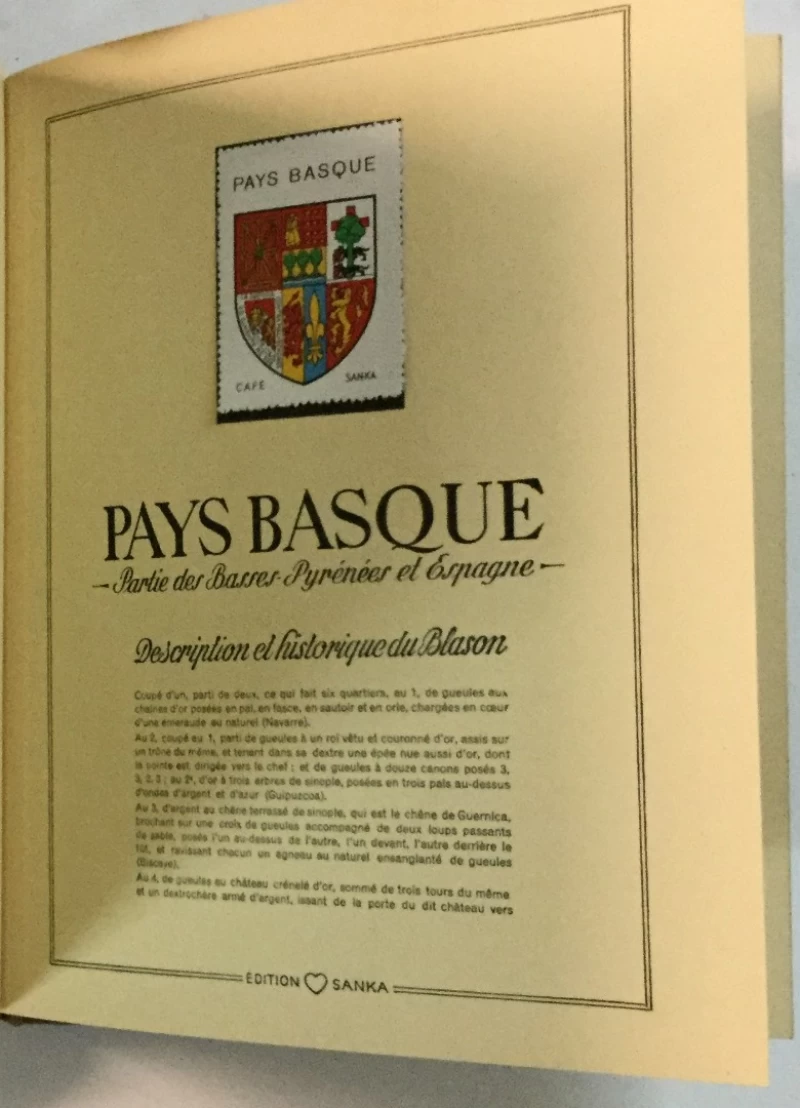 PAYS BASQUE
CAFÉ SANKA
PAYS BASQUE
- Partie des Basses-Pyrénées et Espagne -
Description et historique du Blason
Coupé d'un, parti de deux, ce qui fait six quartiers, au 1, de gueules aux
chaînes d'or posées en pal, en fasce, en sautoir et en orle, chargées en cœur
d'une émeraude au naturel (Navarre).
Au 2, coupé au 1, parti de gueules à un roi vêtu et couronné d'or, assis sur
un trône du même, et tenant dans sa dextre une épée nue aussi d'or, dont
la pointe est dirigée vers le chef ; et de gueules à douze canons posés 3,
3, 3, 3 ; au 2, d'or à trois arbres de sinople, posées en trois pals au-dessus
d'ondes d'argent et d'azur (Guipuzcoa).
Au 3, d'argent au chêne terrassé de sinople, qui est le chêne de Guernica,
brochant sur une croix de gueules accompagné de deux loups passants
de sable, posés l'un au-dessus de l'autre, l'un devant, l'autre derrière le
fût, et ravissant chacun un agneau au naturel ensanglanté de gueules
(Biscaye).
Au 4, de gueules au château crénelé d'or, sommé de trois tours du même
et un dextrochère armé d'argent, issant de la porte du dit château vers
ÉDITION SANKA